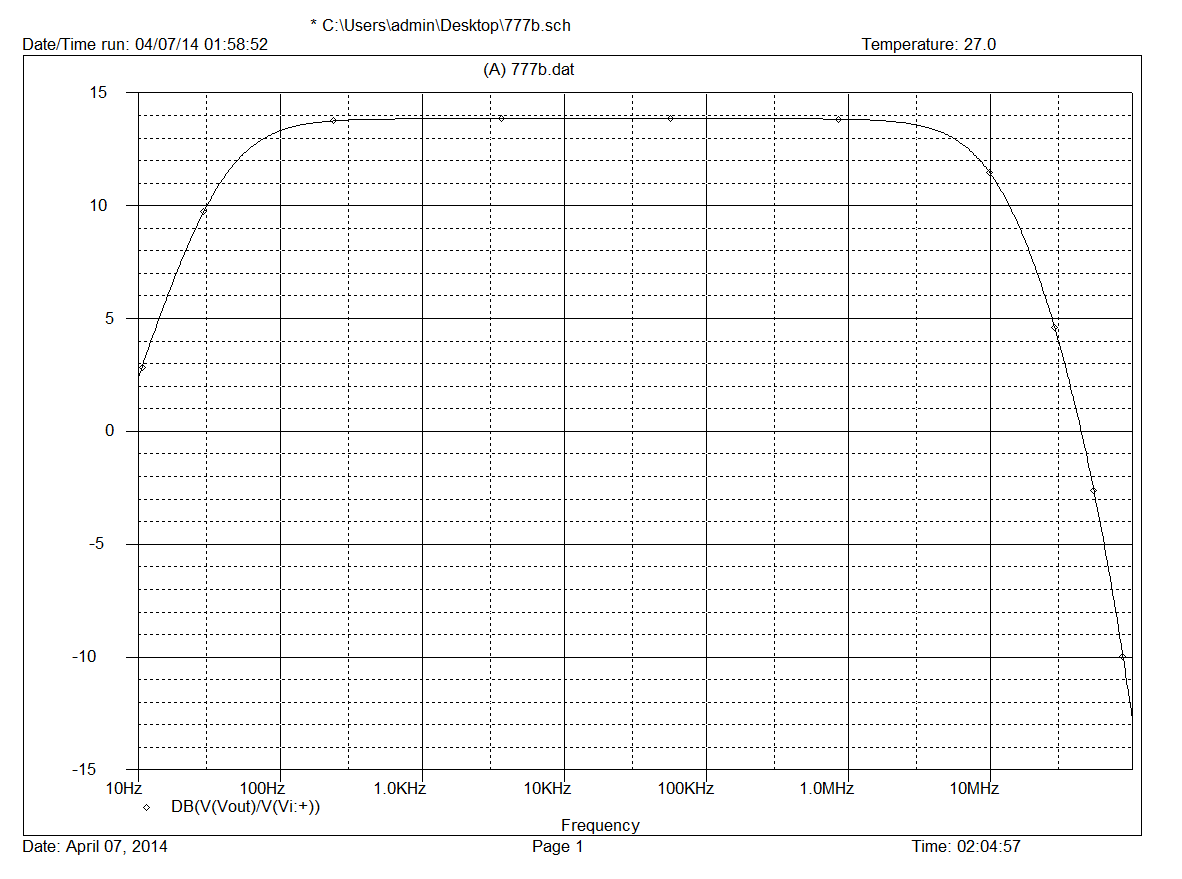 * C:\Users\admin\Desktop\777b.sch
Date/Time run: 04/07/14 01:58:52 Temperature: 27.0
(A) 777b.dat
15
10
5
0
-5
-10
-15
10Hz 100Hz 1.0KHz 10KHz 100KHz 1.0MHz 10MHz
DB(V(Vout)/V(Vi:+))
Frequency
Date: April 07, 2014 Page 1 Time: 02:04:57